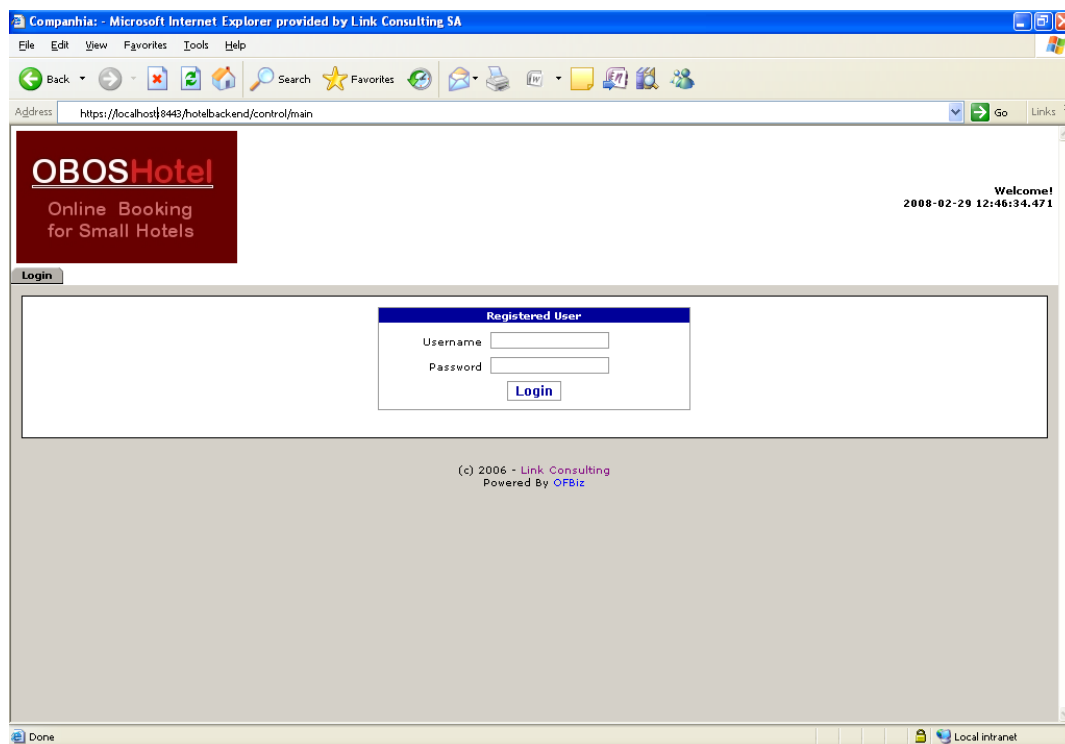 Companhia: - Microsoft Internet Explorer provided by Link Consulting SA
File Edit View Favorites Tools Help
Back Search Favorites
Address https://localhost:8443/hotelbackend/control/main Go Links
OBOSHotel
Online Booking
for Small Hotels
Welcome!
2008-02-29 12:46:34.471
Login
Registered User
Username
Password
Login
(c) 2006 - Link Consulting
Powered By OFBiz
Done Local intranet